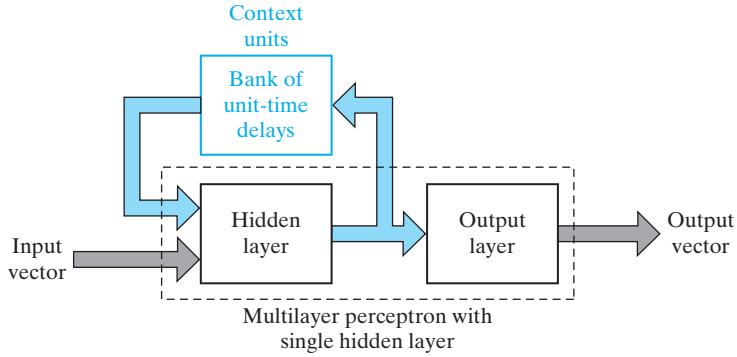 Context
units
Bank of
unit-time
delays
Hidden
layer
Output
layer
Input
vector
Output
vector
Multilayer perceptron with
single hidden layer